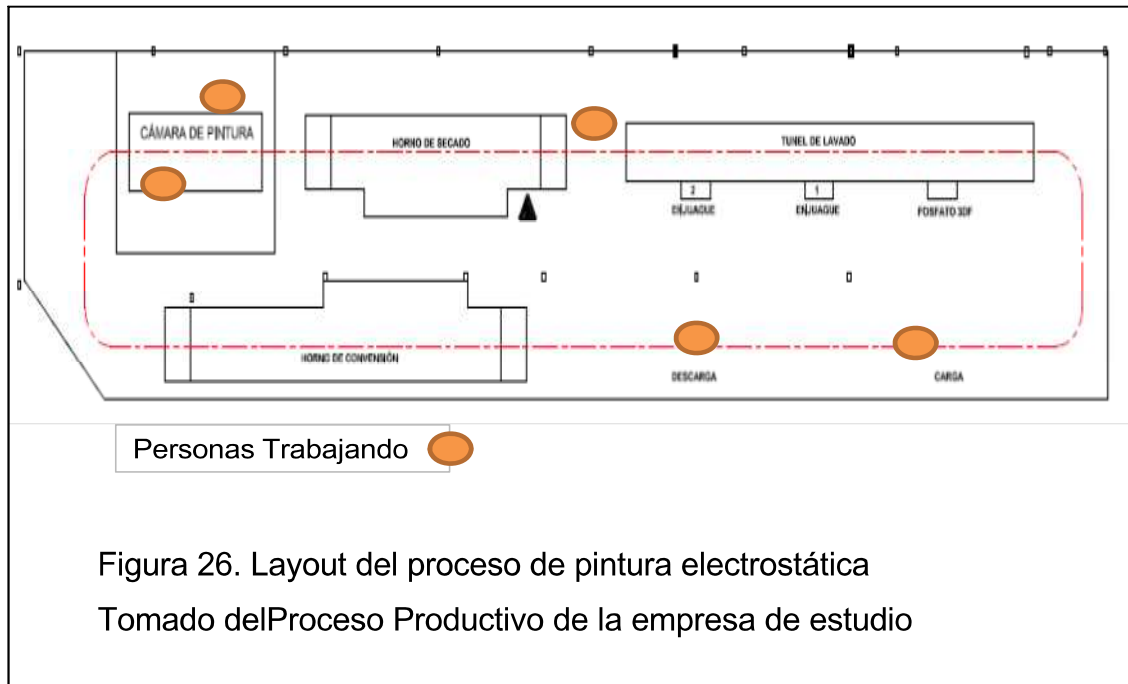 CÁMARA DE PINTURA
HORNO DE SECADO
TUNEL DE LAVADO
2
1
ENJUAGUE
ENJUAGUE
FOSFATO 3DF
HORNO DE CONVENSIÓN
DESCARGA
CARGA
Personas Trabajando
Figura 26. Layout del proceso de pintura electrostática
Tomado delProceso Productivo de la empresa de estudio